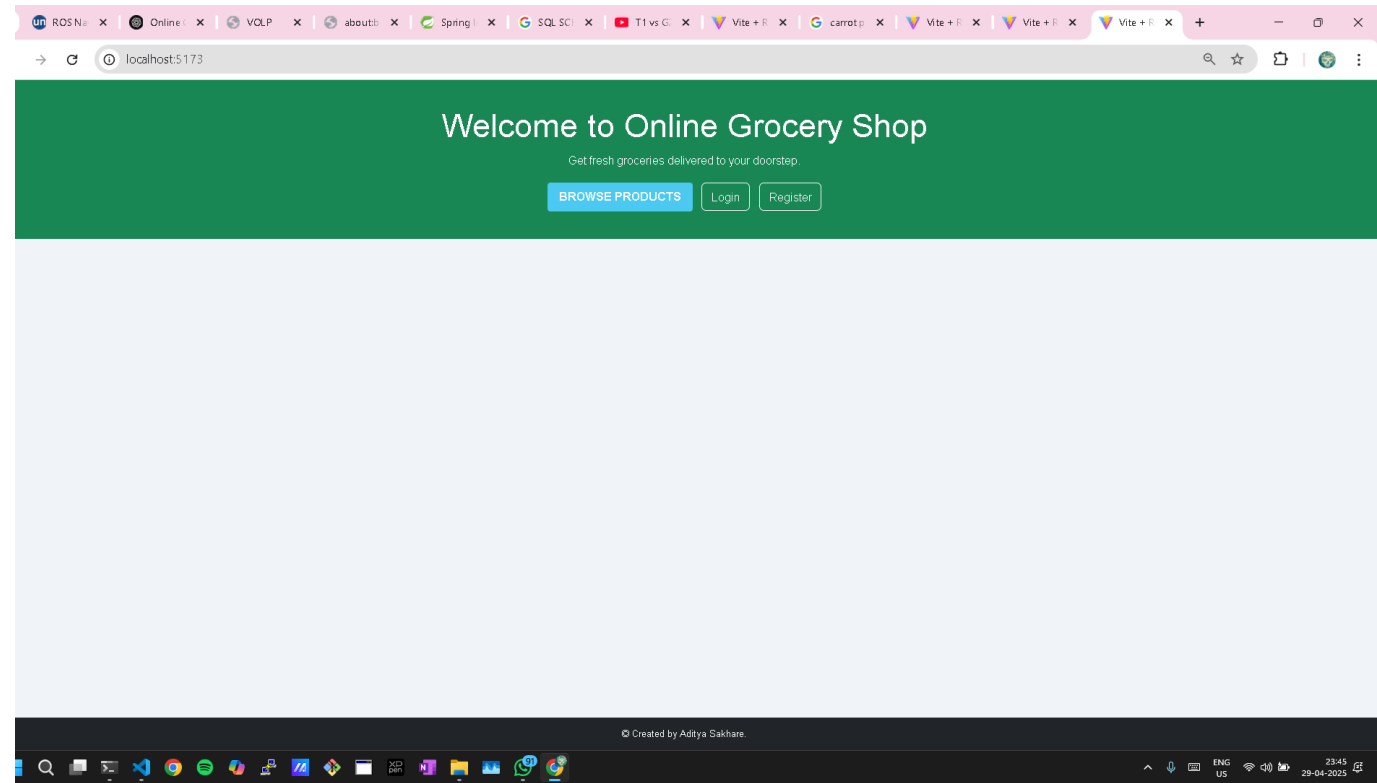 ROS Na
Online
VOLP
about:b
Spring
SQL SC
T1 vs G
Vite + R
carrot p
Vite + R
Vite + R
Vite + R
localhost:5173
Welcome to Online Grocery Shop
Get fresh groceries delivered to your doorstep.
BROWSE PRODUCTS
Login
Register
© Created by Aditya Sakhare.
91
ENG
US
23:45
29-04-2025